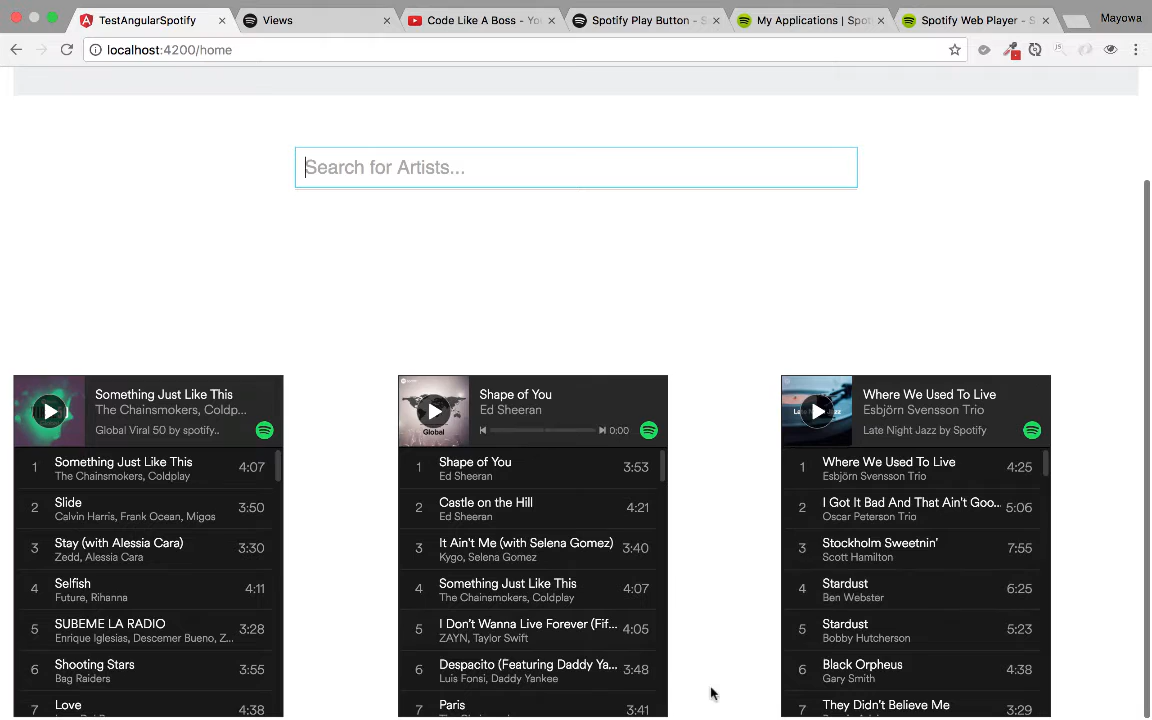 TestAngularSpotify
Views
Code Like A Boss - Yo
Spotify Play Button - S
My Applications | Spot
Spotify Web Player - S
Mayowa
localhost:4200/home
Search for Artists...
Something Just Like This
The Chainsmokers, Coldp...
Global Viral 50 by spotify..
1 Something Just Like This 4:07
The Chainsmokers, Coldplay
2 Slide 3:50
Calvin Harris, Frank Ocean, Migos
3 Stay (with Alessia Cara) 3:30
Zedd, Alessia Cara
4 Selfish 4:11
Future, Rihanna
5 SUBEME LA RADIO 3:28
Enrique Iglesias, Descemer Bueno, Z...
6 Shooting Stars 3:55
Bag Raiders
7 Love 4:38
Global
Shape of You
Ed Sheeran
0:00
1 Shape of You 3:53
Ed Sheeran
2 Castle on the Hill 4:21
Ed Sheeran
3 It Ain't Me (with Selena Gomez) 3:40
Kygo, Selena Gomez
4 Something Just Like This 4:07
The Chainsmokers, Coldplay
5 I Don't Wanna Live Forever (Fif... 4:05
ZAYN, Taylor Swift
6 Despacito (Featuring Daddy Ya... 3:48
Luis Fonsi, Daddy Yankee
7 Paris 3:41
Where We Used To Live
Esbjörn Svensson Trio
Late Night Jazz by Spotify
1 Where We Used To Live 4:25
Esbjörn Svensson Trio
2 I Got It Bad And That Ain't Goo... 5:06
Oscar Peterson Trio
3 Stockholm Sweetnin' 7:55
Scott Hamilton
4 Stardust 6:25
Ben Webster
5 Stardust 5:23
Bobby Hutcherson
6 Black Orpheus 4:38
Gary Smith
7 They Didn't Believe Me 3:29